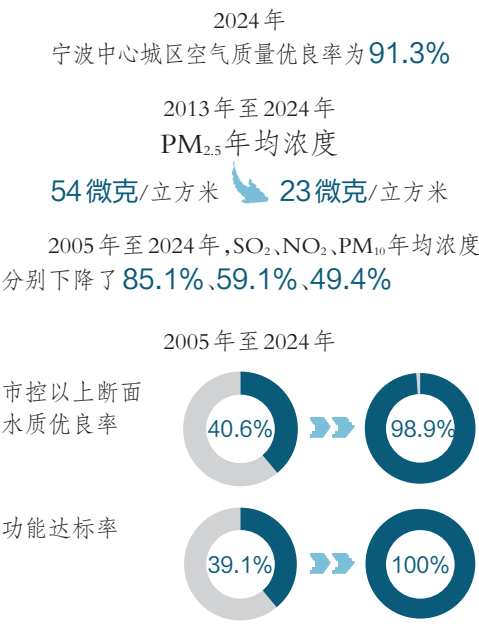 2024年
宁波中心城区空气质量优良率为91.3%
2013年至2024年
PM2.5年均浓度
54微克/立方米 23微克/立方米
2005年至2024年,SO2、NO2、PM10年均浓度
分别下降了85.1%、59.1%、49.4%
2005年至2024年
市控以上断面
水质优良率
40.6% 98.9%
功能达标率
39.1% 100%